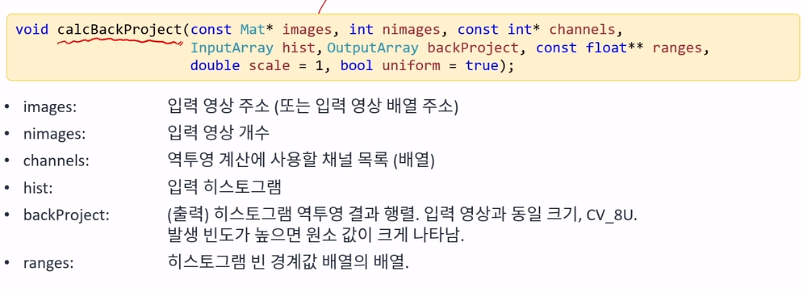 void calcBackProject(const Mat* images, int nimages, const int* channels,
InputArray hist, OutputArray backProject, const float** ranges,
double scale = 1, bool uniform = true);
• images: 입력 영상 주소 (또는 입력 영상 배열 주소)
• nimages: 입력 영상 개수
• channels: 역투영 계산에 사용할 채널 목록 (배열)
• hist: 입력 히스토그램
• backProject: (출력) 히스토그램 역투영 결과 행렬. 입력 영상과 동일 크기, CV_8U.
발생 빈도가 높으면 원소 값이 크게 나타남.
• ranges: 히스토그램 빈 경계값 배열의 배열.